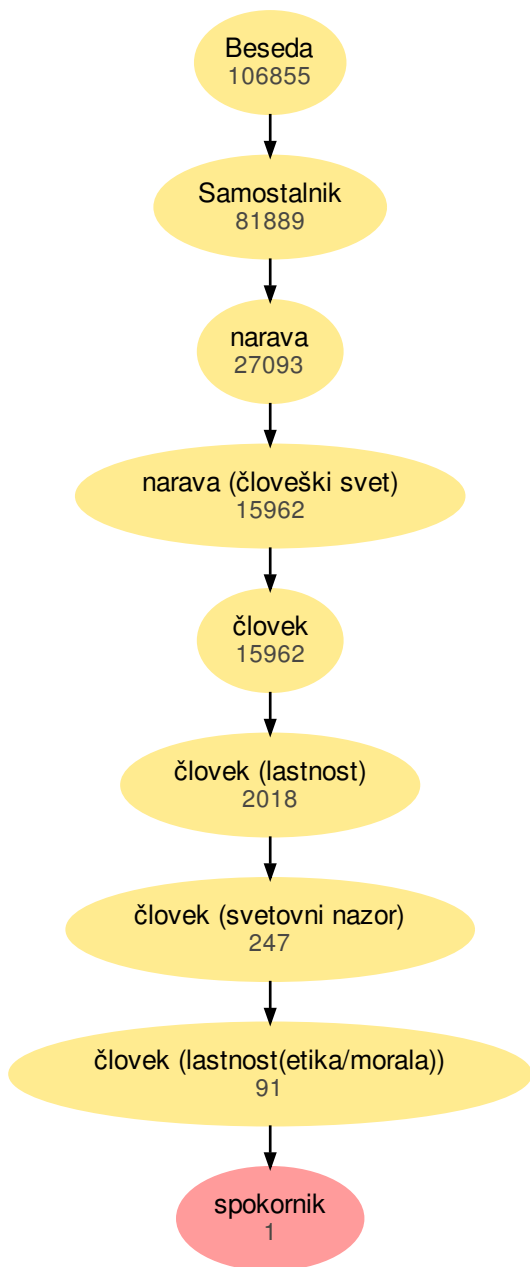 Beseda
106855
Samostalnik
81889
narava
27093
narava (človeški svet)
15962
človek
15962
človek (lastnost)
2018
človek (svetovni nazor)
247
človek (lastnost(etika/morala))
91
spokornik
1